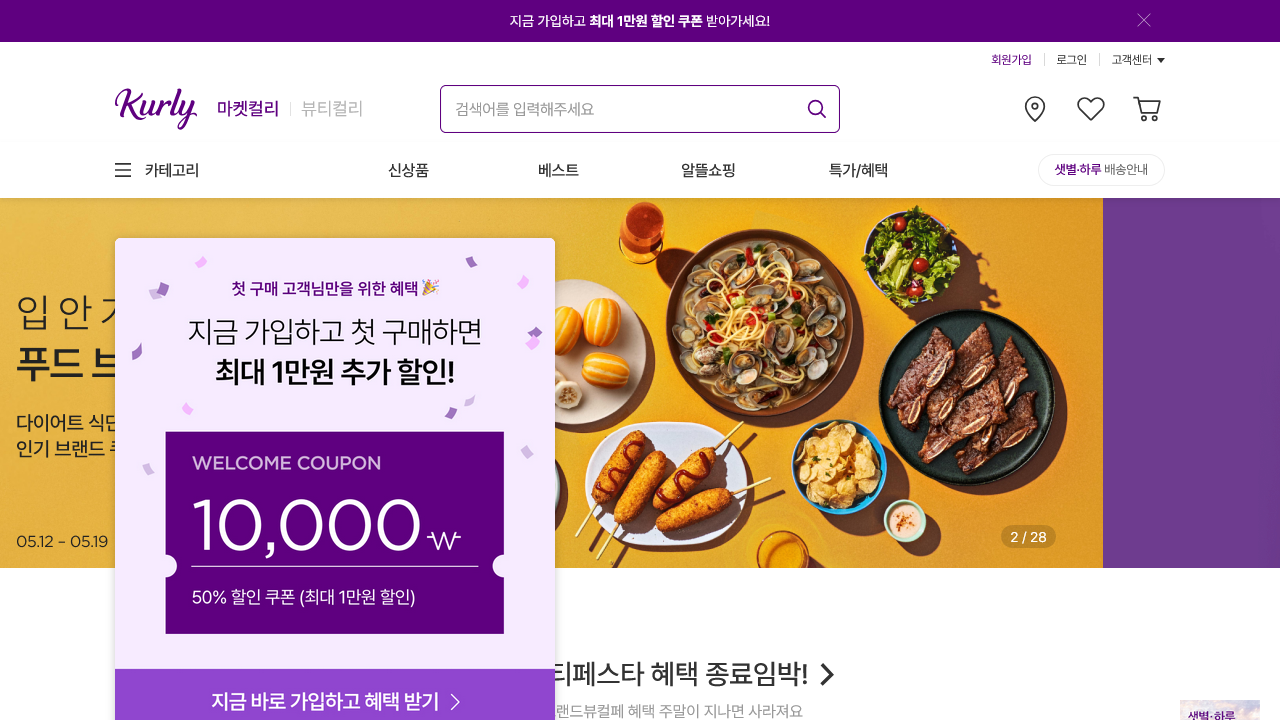 지금 가입하고 최대 1만원 할인 쿠폰 받아가세요!
회원가입 로그인 고객센터
Kurly 마켓컬리 뷰티컬리 검색어를 입력해주세요
카테고리 신상품 베스트 알뜰쇼핑 특가/혜택 샛별·하루 배송안내
입 안 가
푸드 브
다이어트 식단
인기 브랜드
05.12 – 05.19
첫 구매 고객님만을 위한 혜택
지금 가입하고 첫 구매하면
최대 1만원 추가 할인!
WELCOME COUPON
10,000₩
50% 할인 쿠폰 (최대 1만원 할인)
지금 바로 가입하고 혜택 받기
2 / 28
티페스타 혜택 종료임박!
랜드뷰컬페 혜택 주말이 지나면 사라져요
샛별·하루